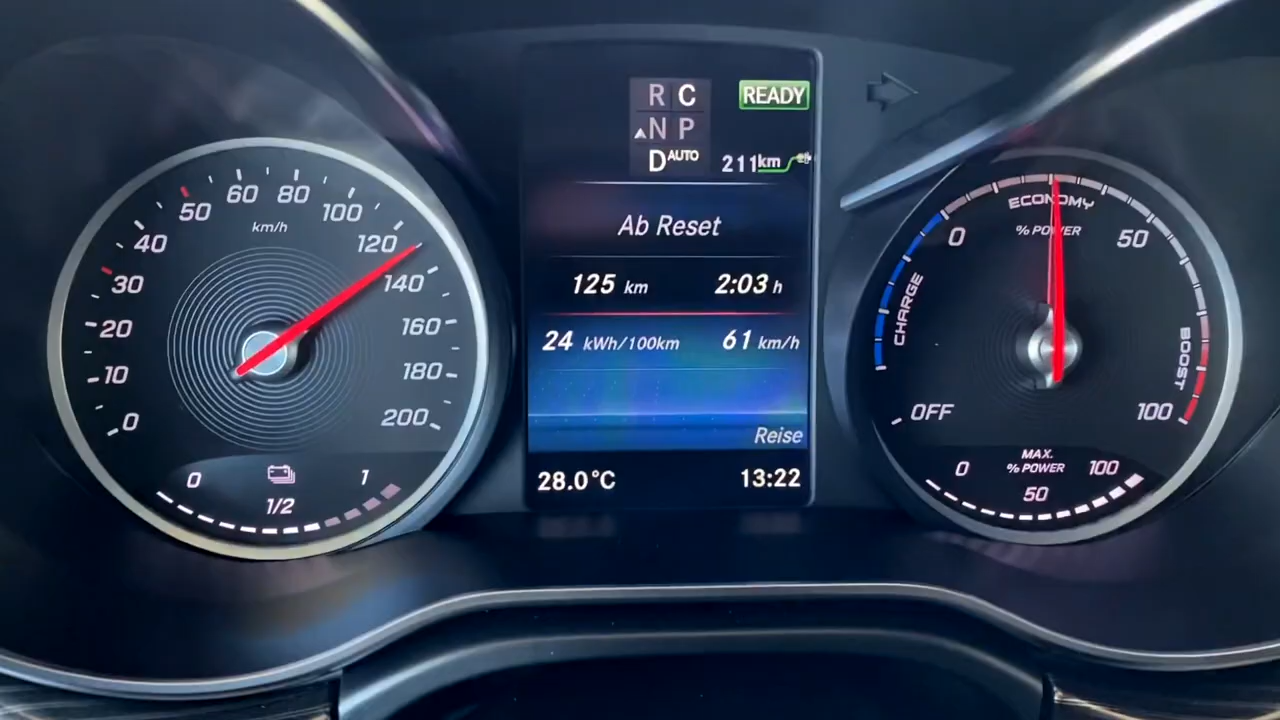 60 80
50 100
km/h
40 120
30 140
20 160
10 180
0 200
0 1
1/2
R C
N P
D AUTO
READY
211km
Ab Reset
125 km 2:03 h
24 kWh/100km 61 km/h
Reise
28.0°C 13:22
ECONOMY
% POWER
0 50
CHARGE
BOOST
OFF 100
MAX.
% POWER
0 100
50